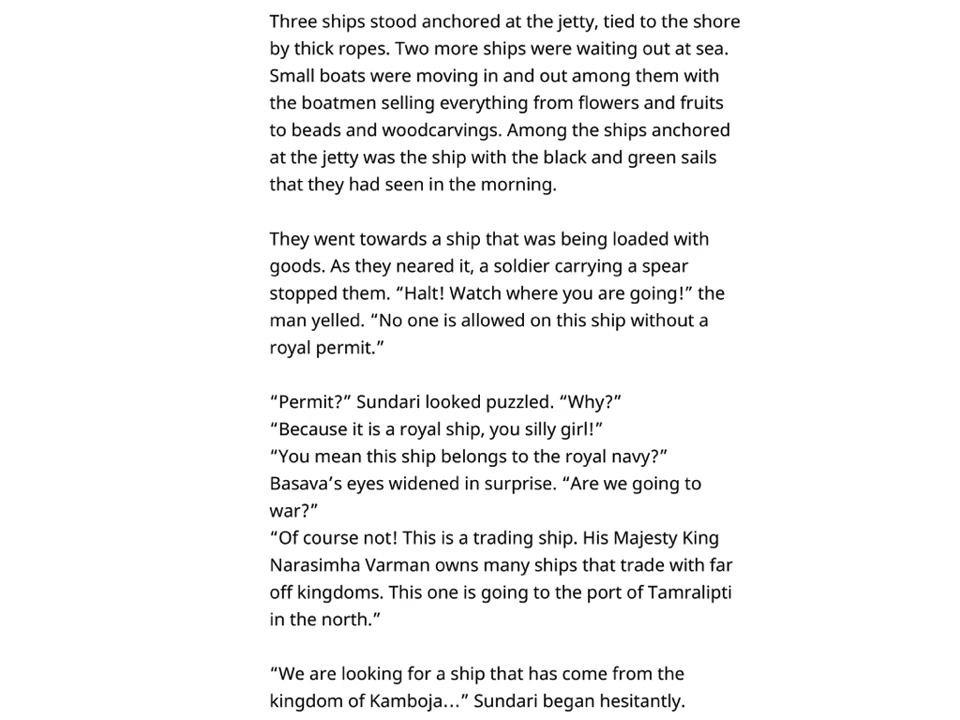 Three ships stood anchored at the jetty, tied to the shore
by thick ropes. Two more ships were waiting out at sea.
Small boats were moving in and out among them with
the boatmen selling everything from flowers and fruits
to beads and woodcarvings. Among the ships anchored
at the jetty was the ship with the black and green sails
that they had seen in the morning.

They went towards a ship that was being loaded with
goods. As they neared it, a soldier carrying a spear
stopped them. “Halt! Watch where you are going!” the
man yelled. “No one is allowed on this ship without a
royal permit.”

“Permit?” Sundari looked puzzled. “Why?”
“Because it is a royal ship, you silly girl!”
“You mean this ship belongs to the royal navy?”
Basava’s eyes widened in surprise. “Are we going to
war?”
“Of course not! This is a trading ship. His Majesty King
Narasimha Varman owns many ships that trade with far
off kingdoms. This one is going to the port of Tamralipti
in the north.”

“We are looking for a ship that has come from the
kingdom of Kamboja...” Sundari began hesitantly.